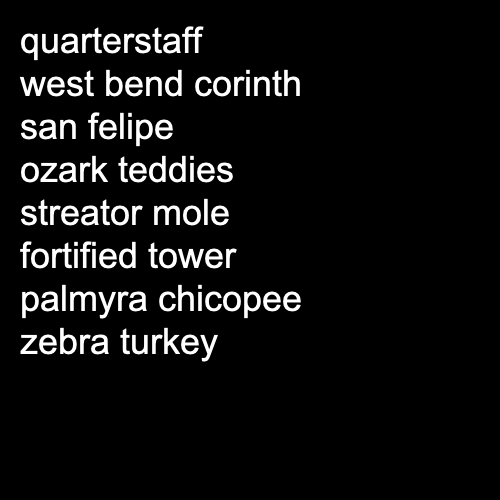 quarterstaff
west bend corinth
san felipe
ozark teddies
streator mole
fortified tower
palmyra chicopee
zebra turkey